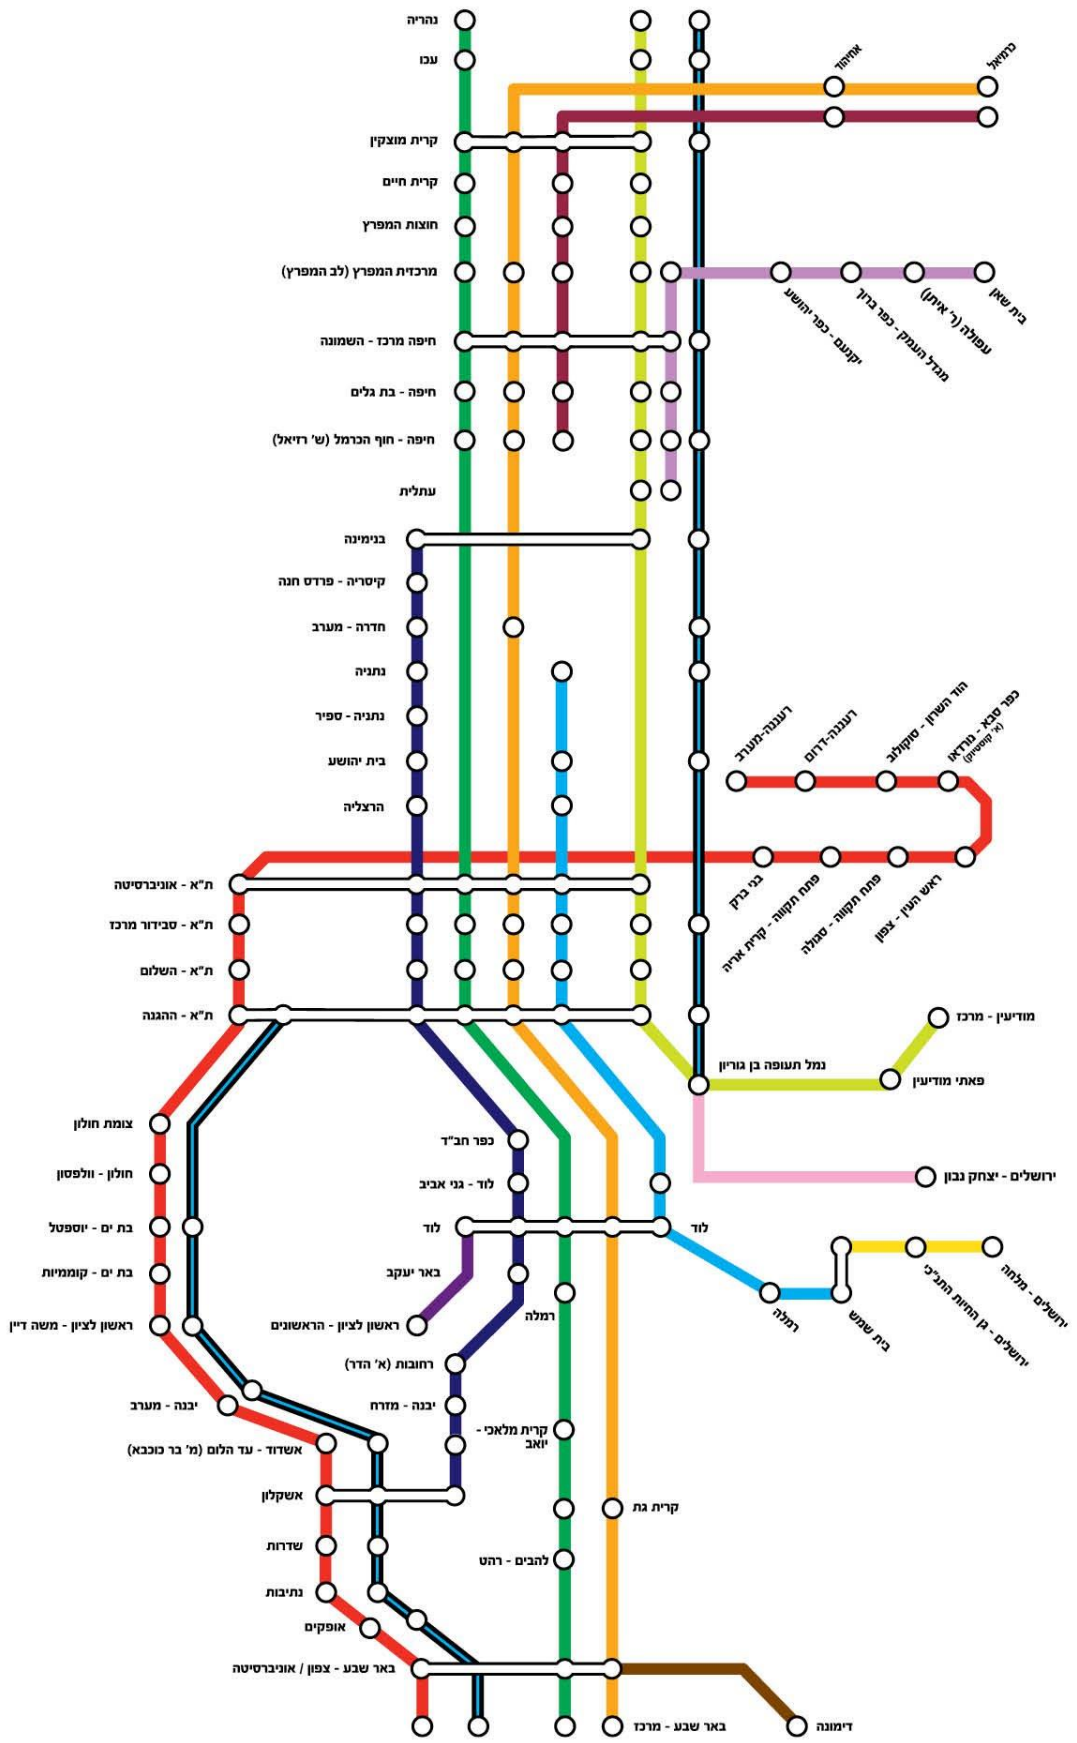 נהריה
עכו
אחיהוד
כרמיאל
קרית מוצקין
קרית חיים
חוצות המפרץ
מרכזית המפרץ (לב המפרץ)
יקנעם - כפר יהושע
מגדל העמק - כפר ברוך
עפולה (ר' איתן)
בית שאן
חיפה מרכז - השמונה
חיפה - בת גלים
חיפה - חוף הכרמל (ש' רזיאל)
עתלית
בנימינה
קיסריה - פרדס חנה
חדרה - מערב
נתניה
נתניה - ספיר
בית יהושע
הרצליה
רעננה-מערב
רעננה-דרום
הוד השרון - סוקולוב
כפר סבא - נורדאו
(א' קוסטיוק)
בני ברק
פתח תקווה - קרית אריה
פתח תקווה - סגולה
ראש העין - צפון
ת"א - אוניברסיטה
ת"א - סבידור מרכז
ת"א - השלום
ת"א - ההגנה
מודיעין - מרכז
נמל תעופה בן גוריון
פאתי מודיעין
צומת חולון
כפר חב"ד
חולון - וולפסון
ירושלים - יצחק נבון
לוד - גני אביב
בת ים - יוספטל
לוד
לוד
בת ים - קוממיות
באר יעקב
רמלה
רמלה
בית שמש
ירושלים - גן החיות התנ"כי
ירושלים - מלחה
ראשון לציון - משה דיין
ראשון לציון - הראשונים
רחובות (א' הדר)
יבנה - מערב
יבנה - מזרח
אשדוד - עד הלום (מ' בר כוכבא)
קרית מלאכי -
יואב
אשקלון
קרית גת
שדרות
להבים - רהט
נתיבות
אופקים
באר שבע - צפון / אוניברסיטה
באר שבע - מרכז
דימונה